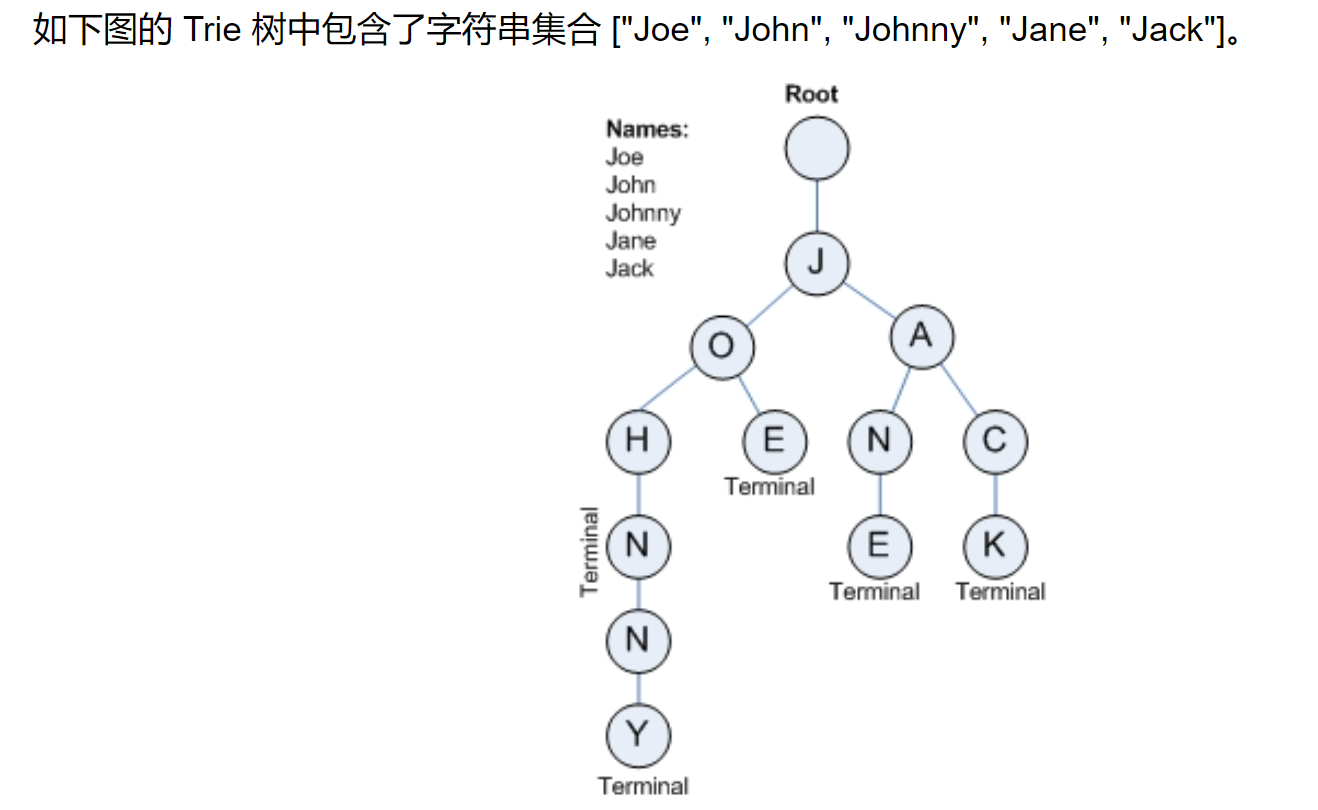 如下图的 Trie 树中包含了字符串集合 ["Joe", "John", "Johnny", "Jane", "Jack"]。
Root
Names:
Joe
John
Johnny
Jane
Jack
J
O
A
H
E
N
C
Terminal
Terminal
N
E
K
Terminal
Terminal
N
Y
Terminal